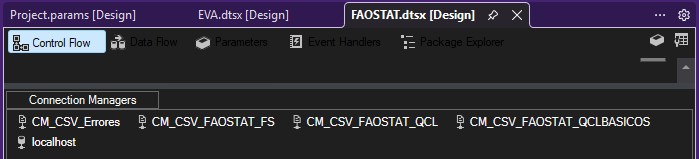 Project.params [Design] EVA.dtsx [Design] FAOSTAT.dtsx [Design]
Control Flow Data Flow Parameters Event Handlers Package Explorer
Connection Managers
CM_CSV_Errores CM_CSV_FAOSTAT_FS CM_CSV_FAOSTAT_QCL CM_CSV_FAOSTAT_QCLBASICOS
localhost